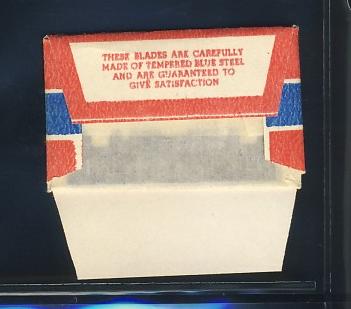 THESE BLADES ARE CAREFULLY
MADE OF TEMPERED BLUE STEEL
AND ARE GUARANTEED TO
GIVE SATISFACTION